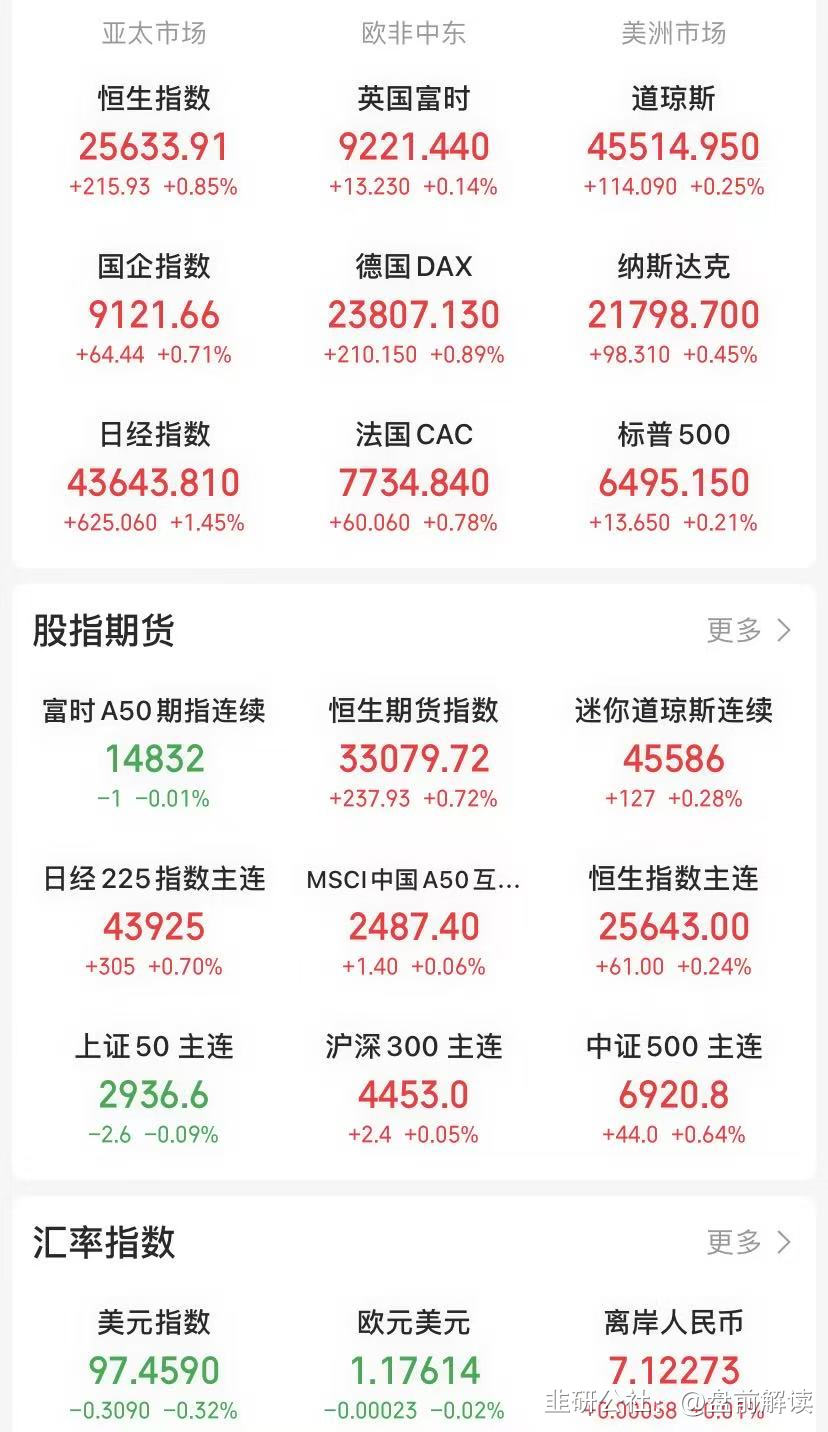 亚太市场 欧非中东 美洲市场
恒生指数 英国富时 道琼斯
25633.91 9221.440 45514.950
+215.93 +0.85% +13.230 +0.14% +114.090 +0.25%
国企指数 德国DAX 纳斯达克
9121.66 23807.130 21798.700
+64.44 +0.71% +210.150 +0.89% +98.310 +0.45%
日经指数 法国CAC 标普500
43643.810 7734.840 6495.150
+625.060 +1.45% +60.060 +0.78% +13.650 +0.21%
股指期货 更多 >
富时A50期指连续 恒生期货指数 迷你道琼斯连续
14832 33079.72 45586
-1 -0.01% +237.93 +0.72% +127 +0.28%
日经225指数主连 MSCI中国A50互... 恒生指数主连
43925 2487.40 25643.00
+305 +0.70% +1.40 +0.06% +61.00 +0.24%
上证50 主连 沪深300 主连 中证500 主连
2936.6 4453.0 6920.8
-2.6 -0.09% +2.4 +0.05% +44.0 +0.64%
汇率指数 更多 >
美元指数 欧元美元 离岸人民币
97.4590 1.17614 7.12273
-0.3090 -0.32% -0.00023 -0.02% +0.00058 +0.01%
韭研公社 @盘前解读